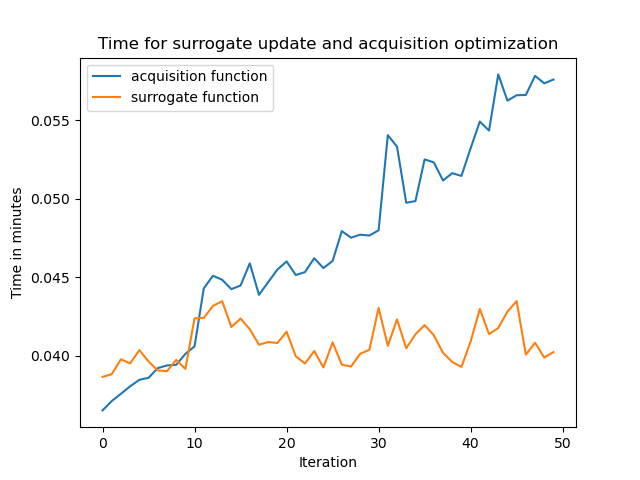 Time for surrogate update and acquisition optimization
acquisition function
surrogate function
0.055
0.050
0.045
0.040
Time in minutes
0 10 20 30 40 50
Iteration